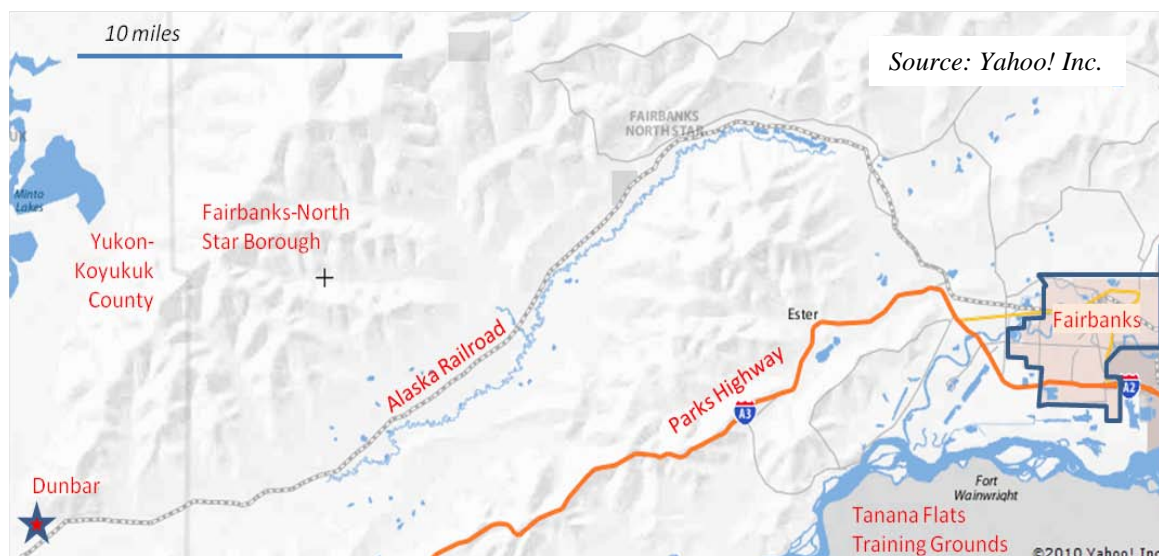 10 miles
Source: Yahoo! Inc.
FAIRBANKS
NORTH STAR
UK
Minto
Lakes
Fairbanks-North
Star Borough
Yukon-
Koyukuk
County
Alaska Railroad
Ester
Fairbanks
Parks Highway
A3
A2
Dunbar
Fort
Wainwright
Tanana Flats
Training Grounds
©2010 Yahoo! Inc